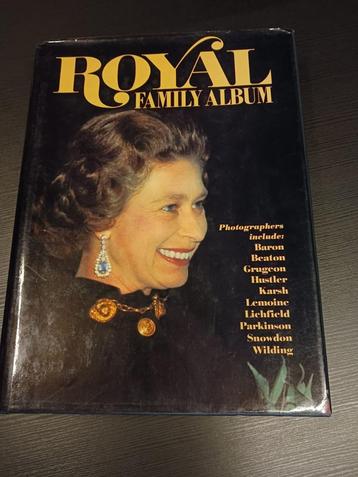 ROYAL
FAMILY ALBUM
Photographers
include:
Baron
Beaton
Grugeon
Hustler
Karsh
Lemoine
Lichfield
Parkinson
Snowdon
Wilding